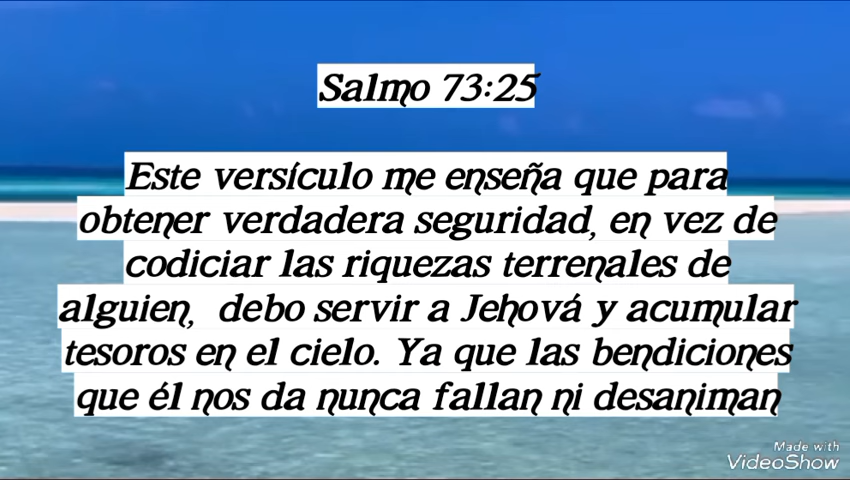 Salmo 73:25
Este versículo me enseña que para
obtener verdadera seguridad, en vez de
codiciar las riquezas terrenales de
alguien,  debo servir a Jehová y acumular
tesoros en el cielo. Ya que las bendiciones
que él nos da nunca fallan ni desaniman
Made with
VideoShow